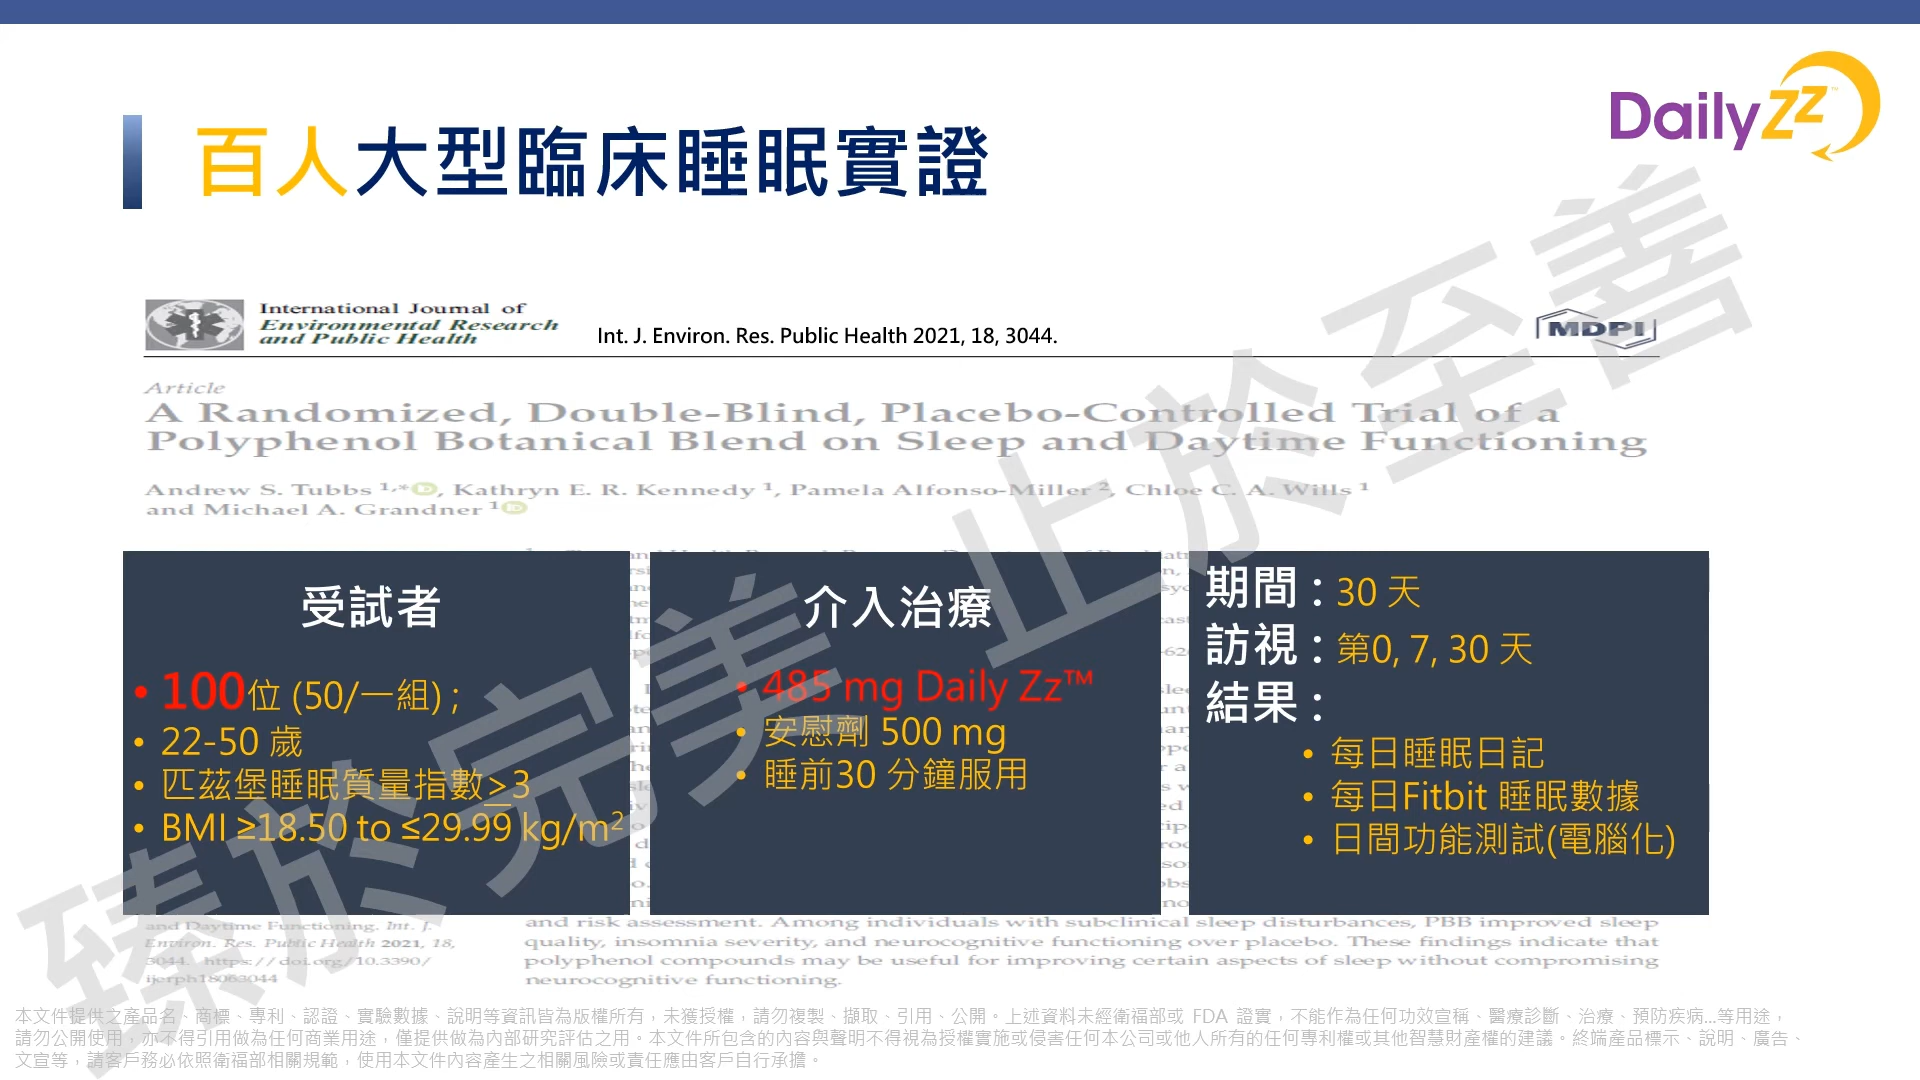 DailyZz™
百人大型臨床睡眠實證
International Journal of
Environmental Research
and Public Health
Int. J. Environ. Res. Public Health 2021, 18, 3044.
MDPI
Article
A Randomized, Double-Blind, Placebo-Controlled Trial of a
Polyphenol Botanical Blend on Sleep and Daytime Functioning
Andrew S. Tubbs 1,*, Kathryn E. R. Kennedy 1, Pamela Alfonso-Miller 2, Chloe C. A. Wills 1
and Michael A. Grandner 1
受試者
• 100位 (50/一組) ;
• 22-50 歲
• 匹茲堡睡眠質量指數>3
• BMI ≥18.50 to ≤29.99 kg/m²
介入治療
• 485 mg Daily Zz™
• 安慰劑 500 mg
• 睡前30 分鐘服用
期間 : 30 天
訪視 : 第0, 7, 30 天
結果 :
• 每日睡眠日記
• 每日Fitbit 睡眠數據
• 日間功能測試(電腦化)
and Daytime Functioning. Int. J.
Environ. Res. Public Health 2021, 18,
3044. https://doi.org/10.3390/
ijerph18063044
and risk assessment. Among individuals with subclinical sleep disturbances, PBB improved sleep
quality, insomnia severity, and neurocognitive functioning over placebo. These findings indicate that
polyphenol compounds may be useful for improving certain aspects of sleep without compromising
neurocognitive functioning.
臻於完美 止於至善
本文件提供之產品名、商標、專利、認證、實驗數據、說明等資訊皆為版權所有，未獲授權，請勿複製、擷取、引用、公開。上述資料未經衛福部或 FDA 證實，不能作為任何功效宣稱、醫療診斷、治療、預防疾病...等用途，
請勿公開使用，亦不得引用做為任何商業用途，僅提供做為內部研究評估之用。本文件所包含的內容與聲明不得視為授權實施或侵害任何本公司或他人所有的任何專利權或其他智慧財產權的建議。終端產品標示、說明、廣告、
文宣等，請客戶務必依照衛福部相關規範，使用本文件內容產生之相關風險或責任應由客戶自行承擔。